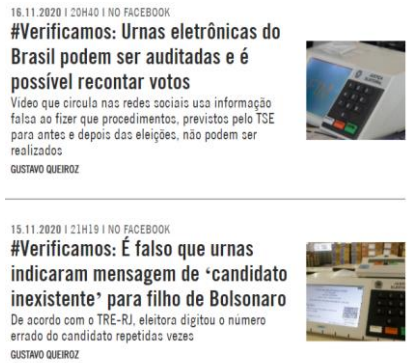 16.11.2020 | 20H40 | NO FACEBOOK
#Verificamos: Urnas eletrônicas do
Brasil podem ser auditadas e é
possível recontar votos
Vídeo que circula nas redes sociais usa informação
falsa ao fizer que procedimentos, previstos pelo TSE
para antes e depois das eleições, não podem ser
realizados
GUSTAVO QUEIROZ
15.11.2020 | 21H19 | NO FACEBOOK
#Verificamos: É falso que urnas
indicaram mensagem de ‘candidato
inexistente’ para filho de Bolsonaro
De acordo com o TRE-RJ, eleitora digitou o número
errado do candidato repetidas vezes
GUSTAVO QUEIROZ